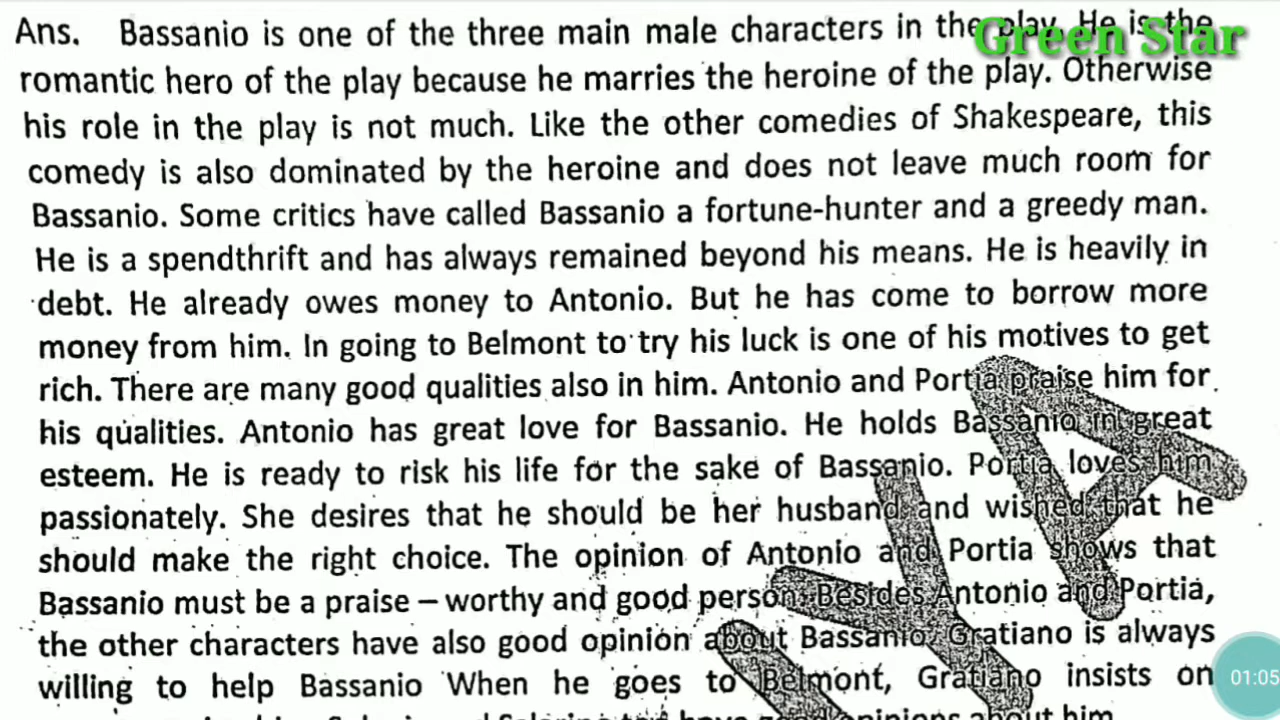 Green Star
Ans. Bassanio is one of the three main male characters in the play. He is the
romantic hero of the play because he marries the heroine of the play. Otherwise
his role in the play is not much. Like the other comedies of Shakespeare, this
comedy is also dominated by the heroine and does not leave much room for
Bassanio. Some critics have called Bassanio a fortune-hunter and a greedy man.
He is a spendthrift and has always remained beyond his means. He is heavily in
debt. He already owes money to Antonio. But he has come to borrow more
money from him. In going to Belmont to try his luck is one of his motives to get
rich. There are many good qualities also in him. Antonio and Portia praise him for
his qualities. Antonio has great love for Bassanio. He holds Bassanio in great
esteem. He is ready to risk his life for the sake of Bassanio. Portia loves him
passionately. She desires that he should be her husband and wished that he
should make the right choice. The opinion of Antonio and Portia shows that
Bassanio must be a praise – worthy and good person. Besides Antonio and Portia,
the other characters have also good opinion about Bassanio. Gratiano is always
willing to help Bassanio When he goes to Belmont, Gratiano insists on
01:05
opinions about him